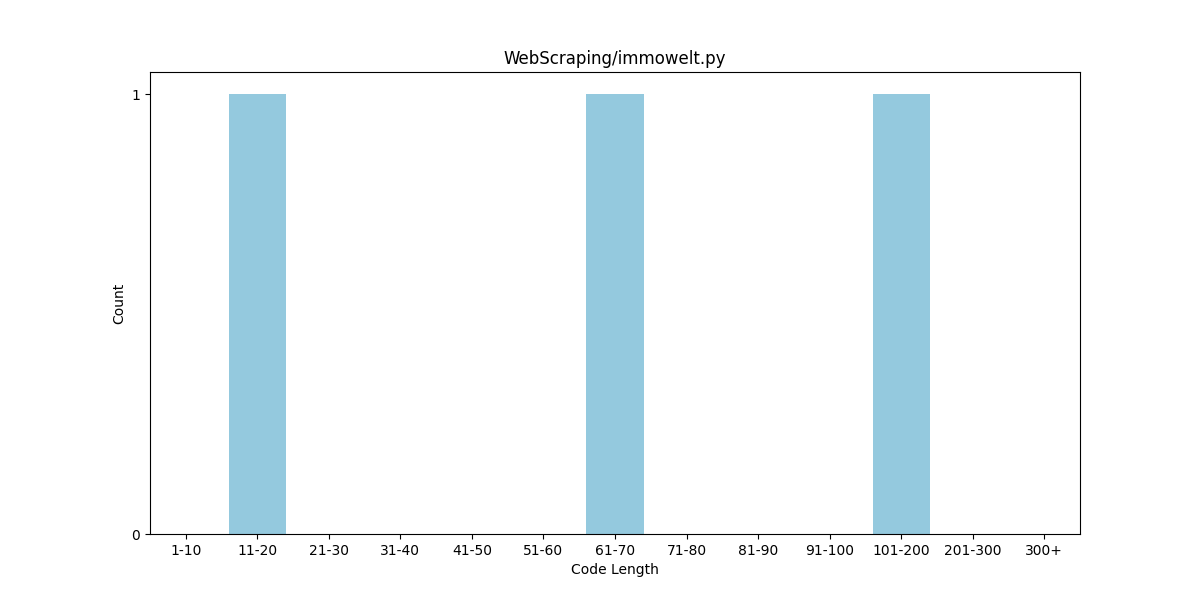 WebScraping/immowelt.py
1
Count
0
1-10 11-20 21-30 31-40 41-50 51-60 61-70 71-80 81-90 91-100 101-200 201-300 300+
Code Length